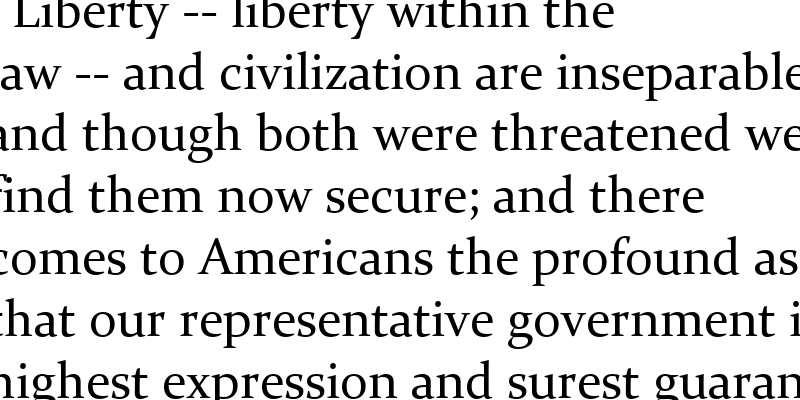 Liberty -- liberty within the
law -- and civilization are inseparable
and though both were threatened we
find them now secure; and there
comes to Americans the profound as
that our representative government i
highest expression and surest guaran